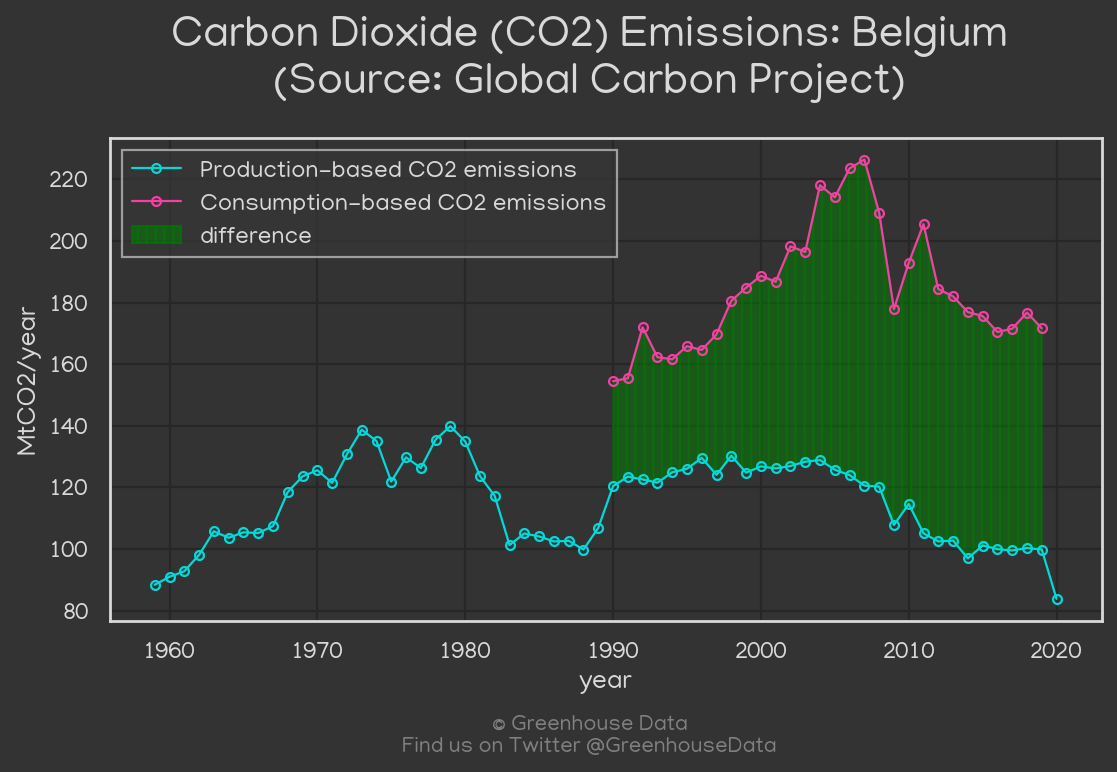 Carbon Dioxide (CO2) Emissions: Belgium
(Source: Global Carbon Project)
Production-based CO2 emissions
Consumption-based CO2 emissions
difference
220
200
180
160
140
120
100
80
MtCO2/year
1960 1970 1980 1990 2000 2010 2020
year
© Greenhouse Data
Find us on Twitter @GreenhouseData